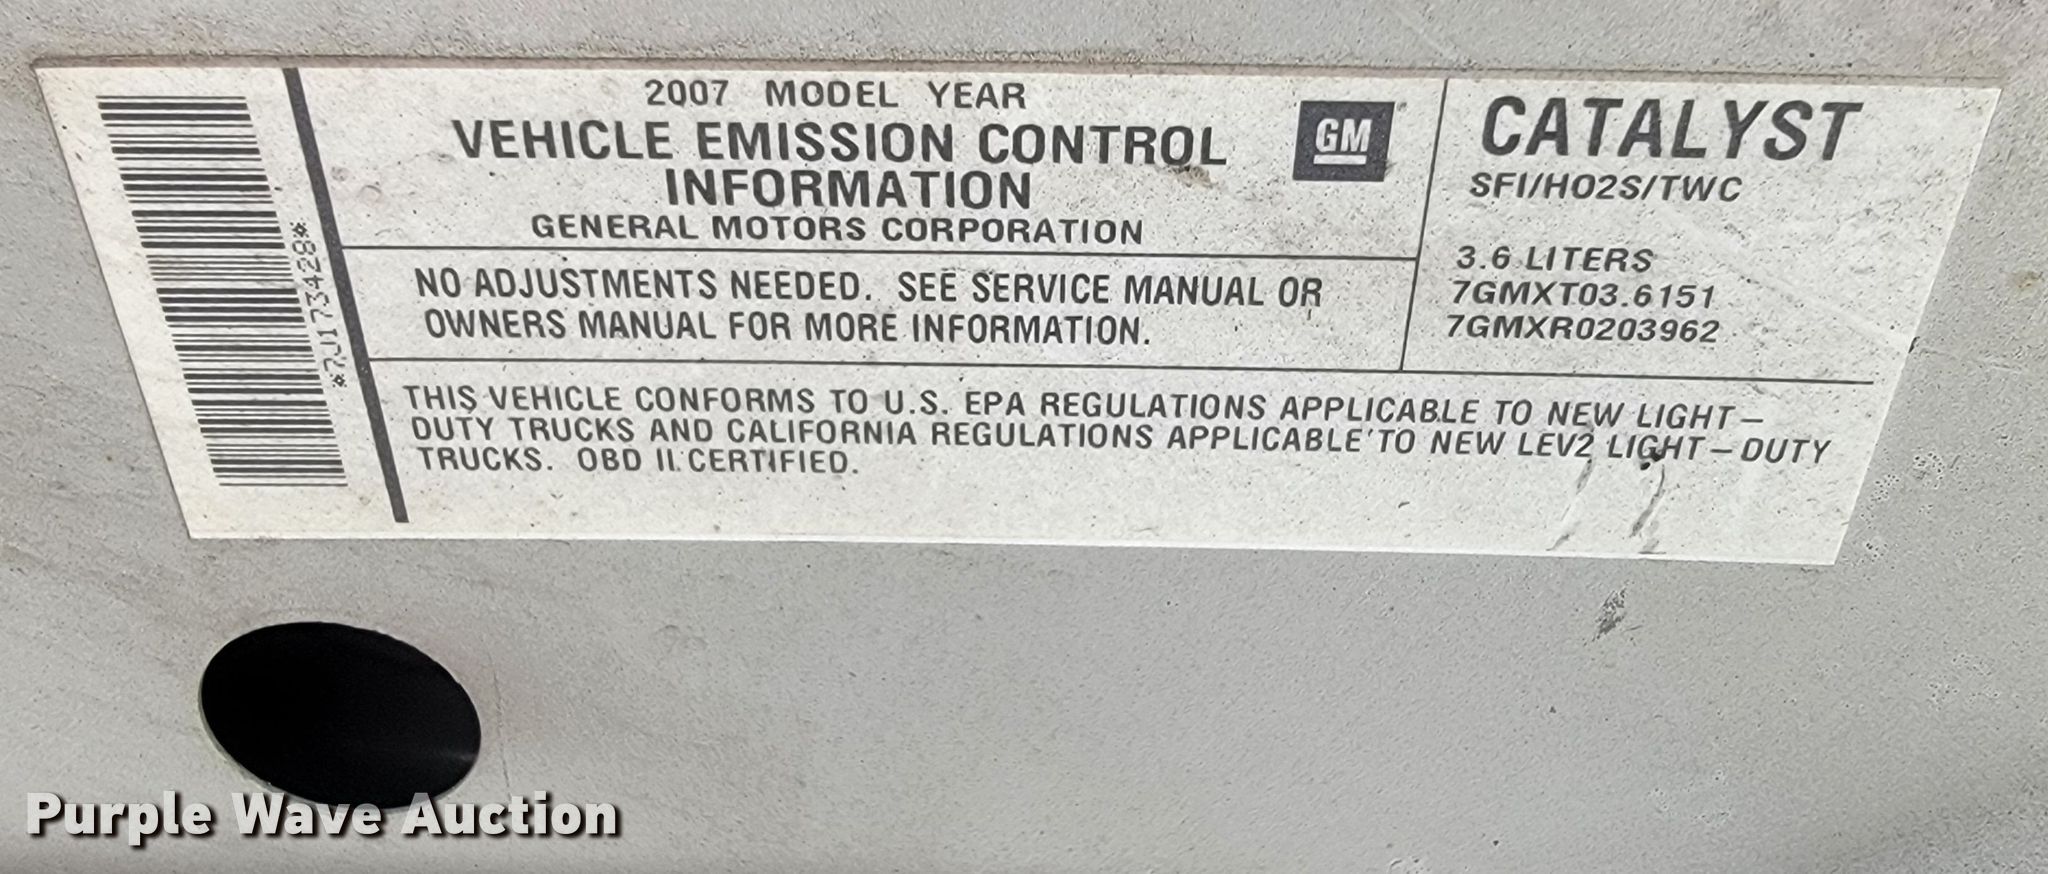 2007 MODEL YEAR
VEHICLE EMISSION CONTROL
INFORMATION
GENERAL MOTORS CORPORATION
GM
NO ADJUSTMENTS NEEDED. SEE SERVICE MANUAL OR
OWNERS MANUAL FOR MORE INFORMATION.
CATALYST
SFI/HO2S/TWC
3.6 LITERS
7GMXT03.6151
7GMXR0203962
THIS VEHICLE CONFORMS TO U.S. EPA REGULATIONS APPLICABLE TO NEW LIGHT-
DUTY TRUCKS AND CALIFORNIA REGULATIONS APPLICABLE TO NEW LEV2 LIGHT-DUTY
TRUCKS. OBD II CERTIFIED.
*7J173428*
Purple Wave Auction